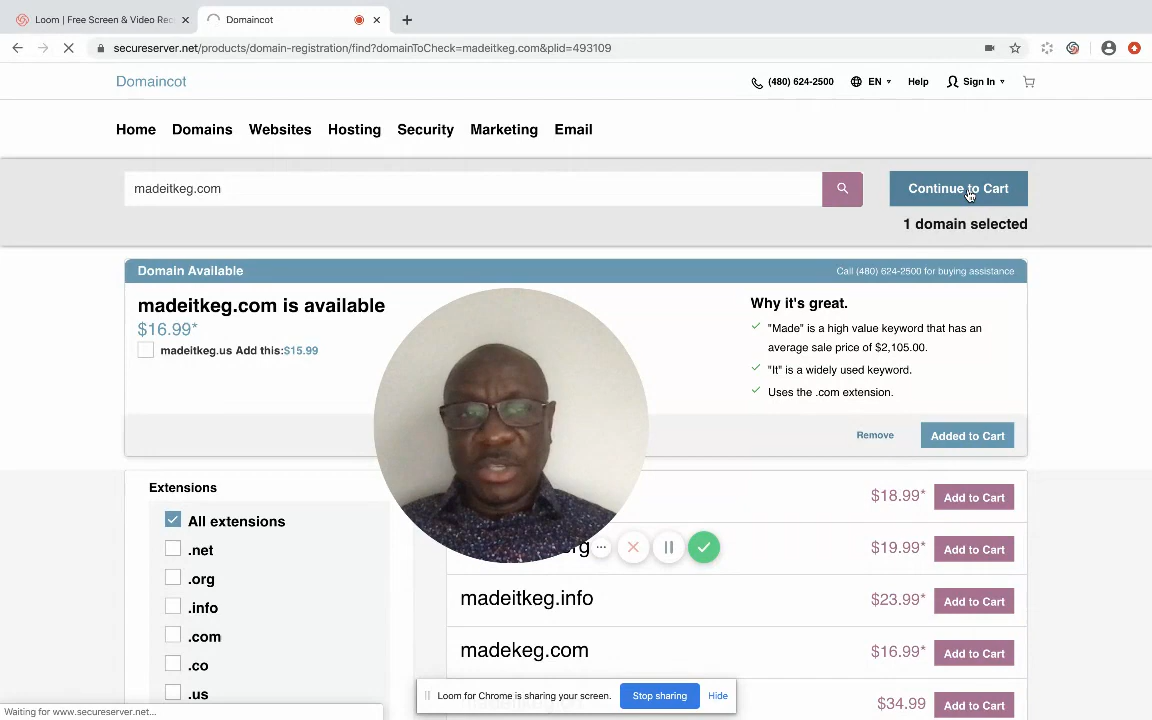 Loom | Free Screen & Video Rec
Domaincot
secureserver.net/products/domain-registration/find?domainToCheck=madeitkeg.com&plid=493109
Domaincot
(480) 624-2500
EN
Help
Sign In
Home
Domains
Websites
Hosting
Security
Marketing
Email
madeitkeg.com
Continue to Cart
1 domain selected
Domain Available
Call (480) 624-2500 for buying assistance
madeitkeg.com is available
$16.99*
madeitkeg.us Add this:$15.99
Why it's great.
"Made" is a high value keyword that has an
average sale price of $2,105.00.
"It" is a widely used keyword.
Uses the .com extension.
Remove
Added to Cart
Extensions
All extensions
.net
.org
.info
.com
.co
.us
$18.99*
Add to Cart
$19.99*
Add to Cart
madeitkeg.info
$23.99*
Add to Cart
madekeg.com
$16.99*
Add to Cart
$34.99
Add to Cart
Loom for Chrome is sharing your screen.
Stop sharing
Hide
Waiting for www.secureserver.net...